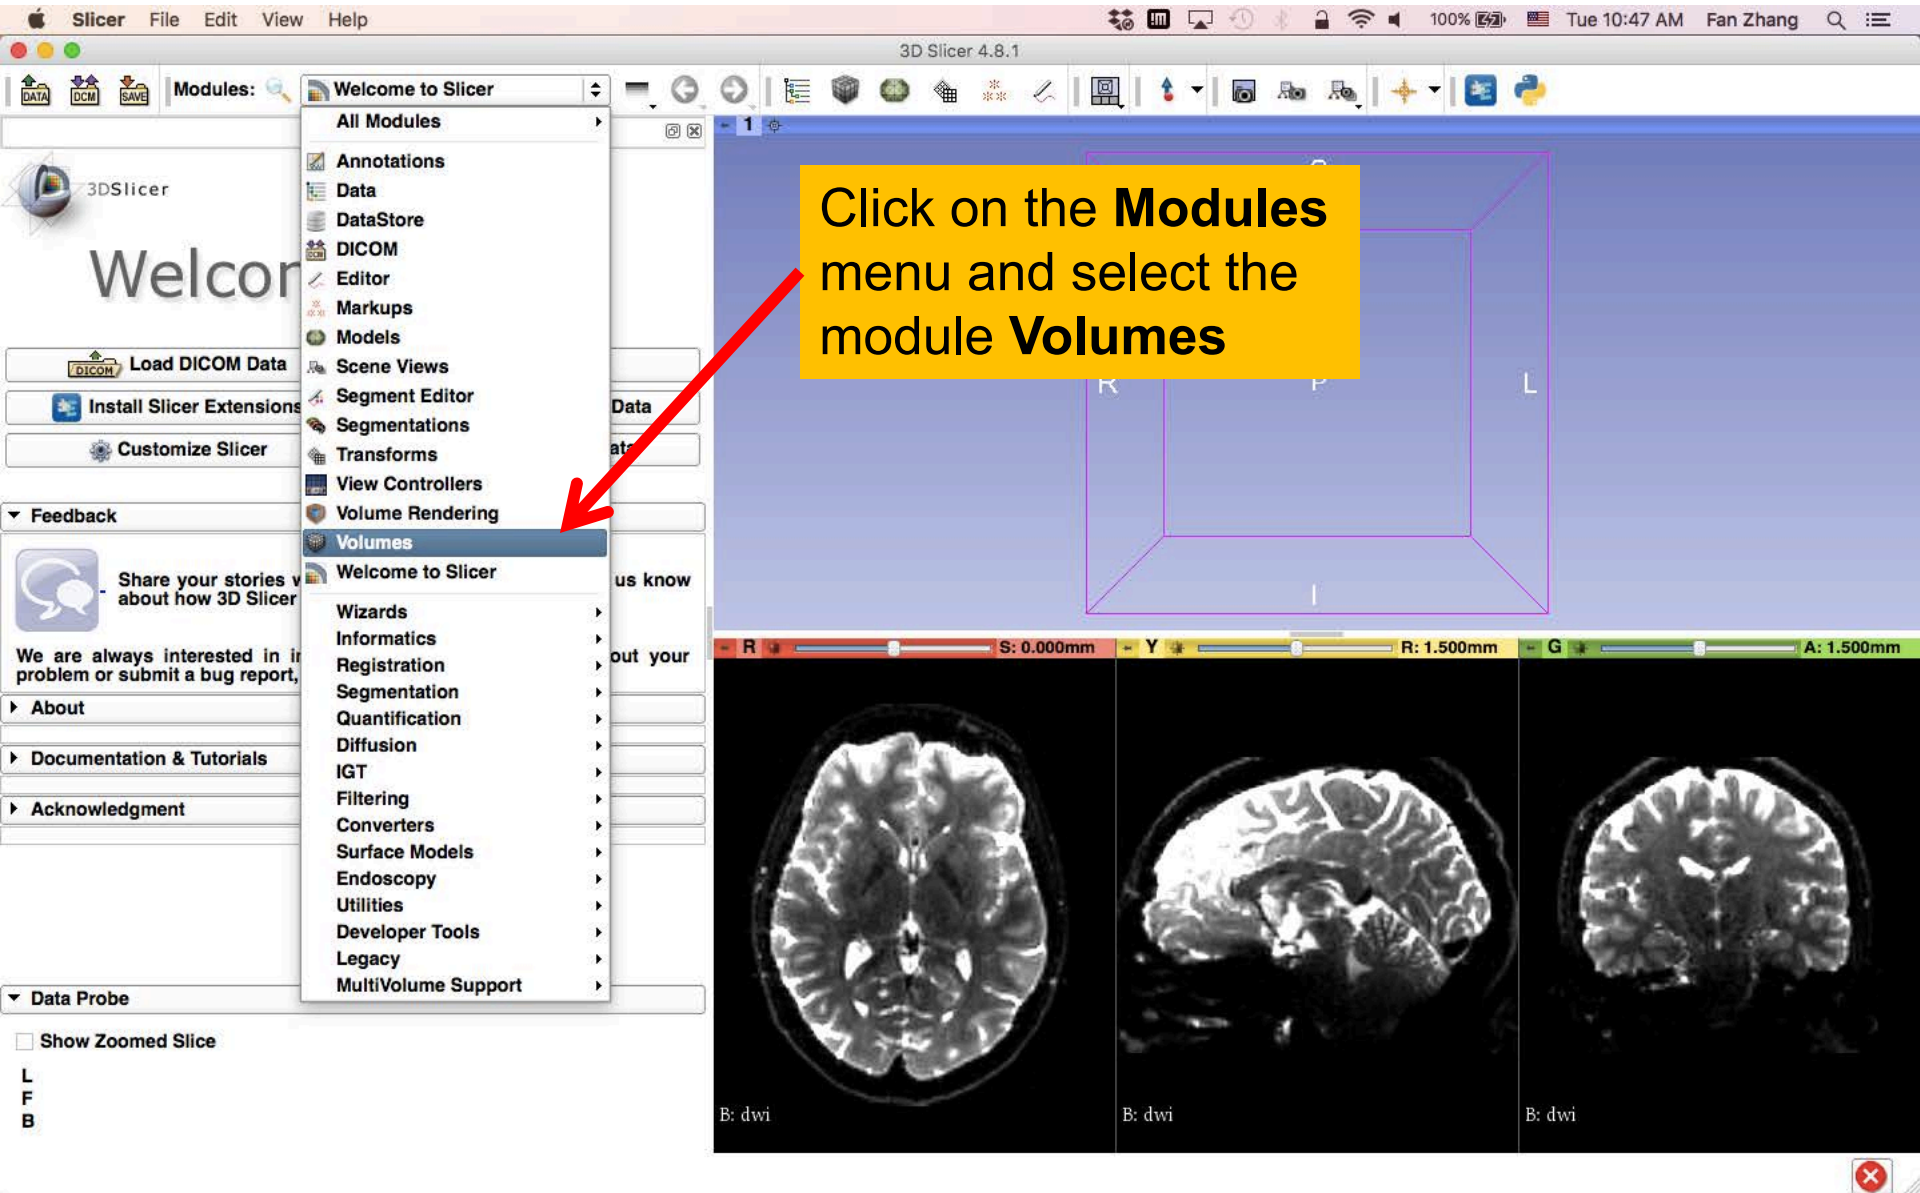 Slicer File Edit View Help 100% Tue 10:47 AM Fan Zhang
3D Slicer 4.8.1
DATA DCM SAVE Modules: Welcome to Slicer
All Modules
Annotations
Data
DataStore
DICOM
Editor
Markups
Models
Scene Views
Segment Editor
Segmentations
Transforms
View Controllers
Volume Rendering
Volumes
Welcome to Slicer
Wizards
Informatics
Registration
Segmentation
Quantification
Diffusion
IGT
Filtering
Converters
Surface Models
Endoscopy
Utilities
Developer Tools
Legacy
MultiVolume Support
3DSlicer
Welcor
DICOM Load DICOM Data
Install Slicer Extensions Data
Customize Slicer ata
Feedback
Share your stories us know
about how 3D Slicer
We are always interested in out your
problem or submit a bug report,
About
Documentation & Tutorials
Acknowledgment
Data Probe
Show Zoomed Slice
L
F
B
1
Click on the Modules
menu and select the
module Volumes
R P L
I
R S: 0.000mm Y R: 1.500mm G A: 1.500mm
B: dwi B: dwi B: dwi